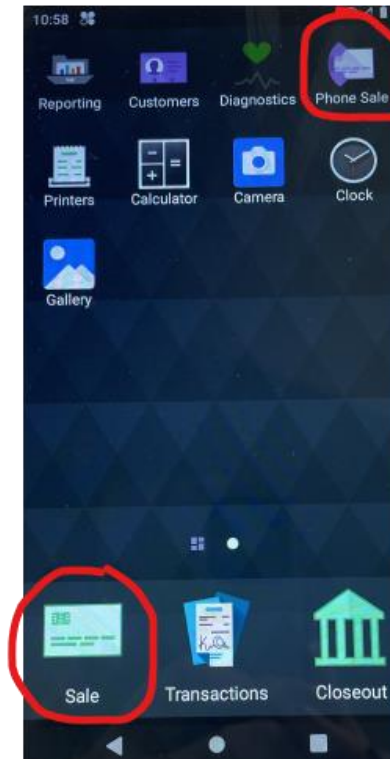 10:58
Reporting Customers Diagnostics Phone Sale
Printers Calculator Camera Clock
Gallery
Sale Transactions Closeout